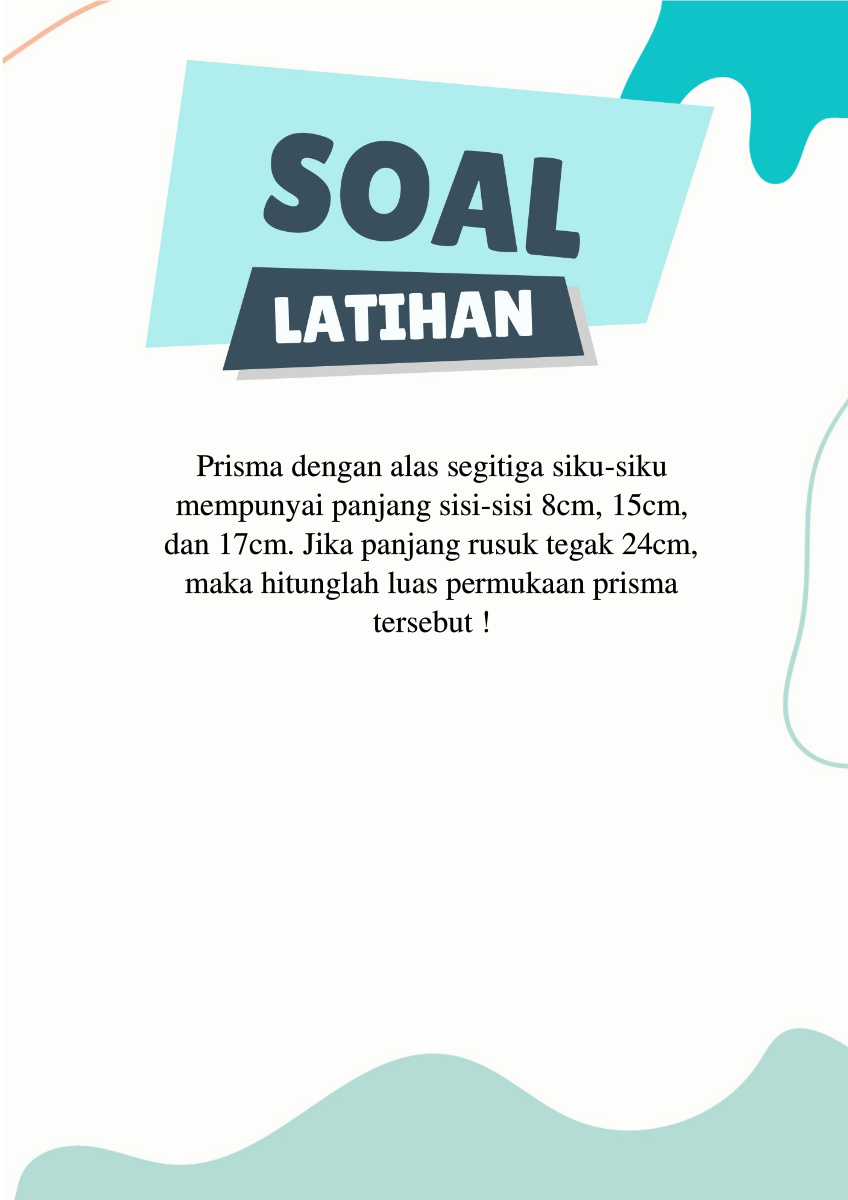 SOAL
LATIHAN
Prisma dengan alas segitiga siku-siku
mempunyai panjang sisi-sisi 8cm, 15cm,
dan 17cm. Jika panjang rusuk tegak 24cm,
maka hitunglah luas permukaan prisma
tersebut !